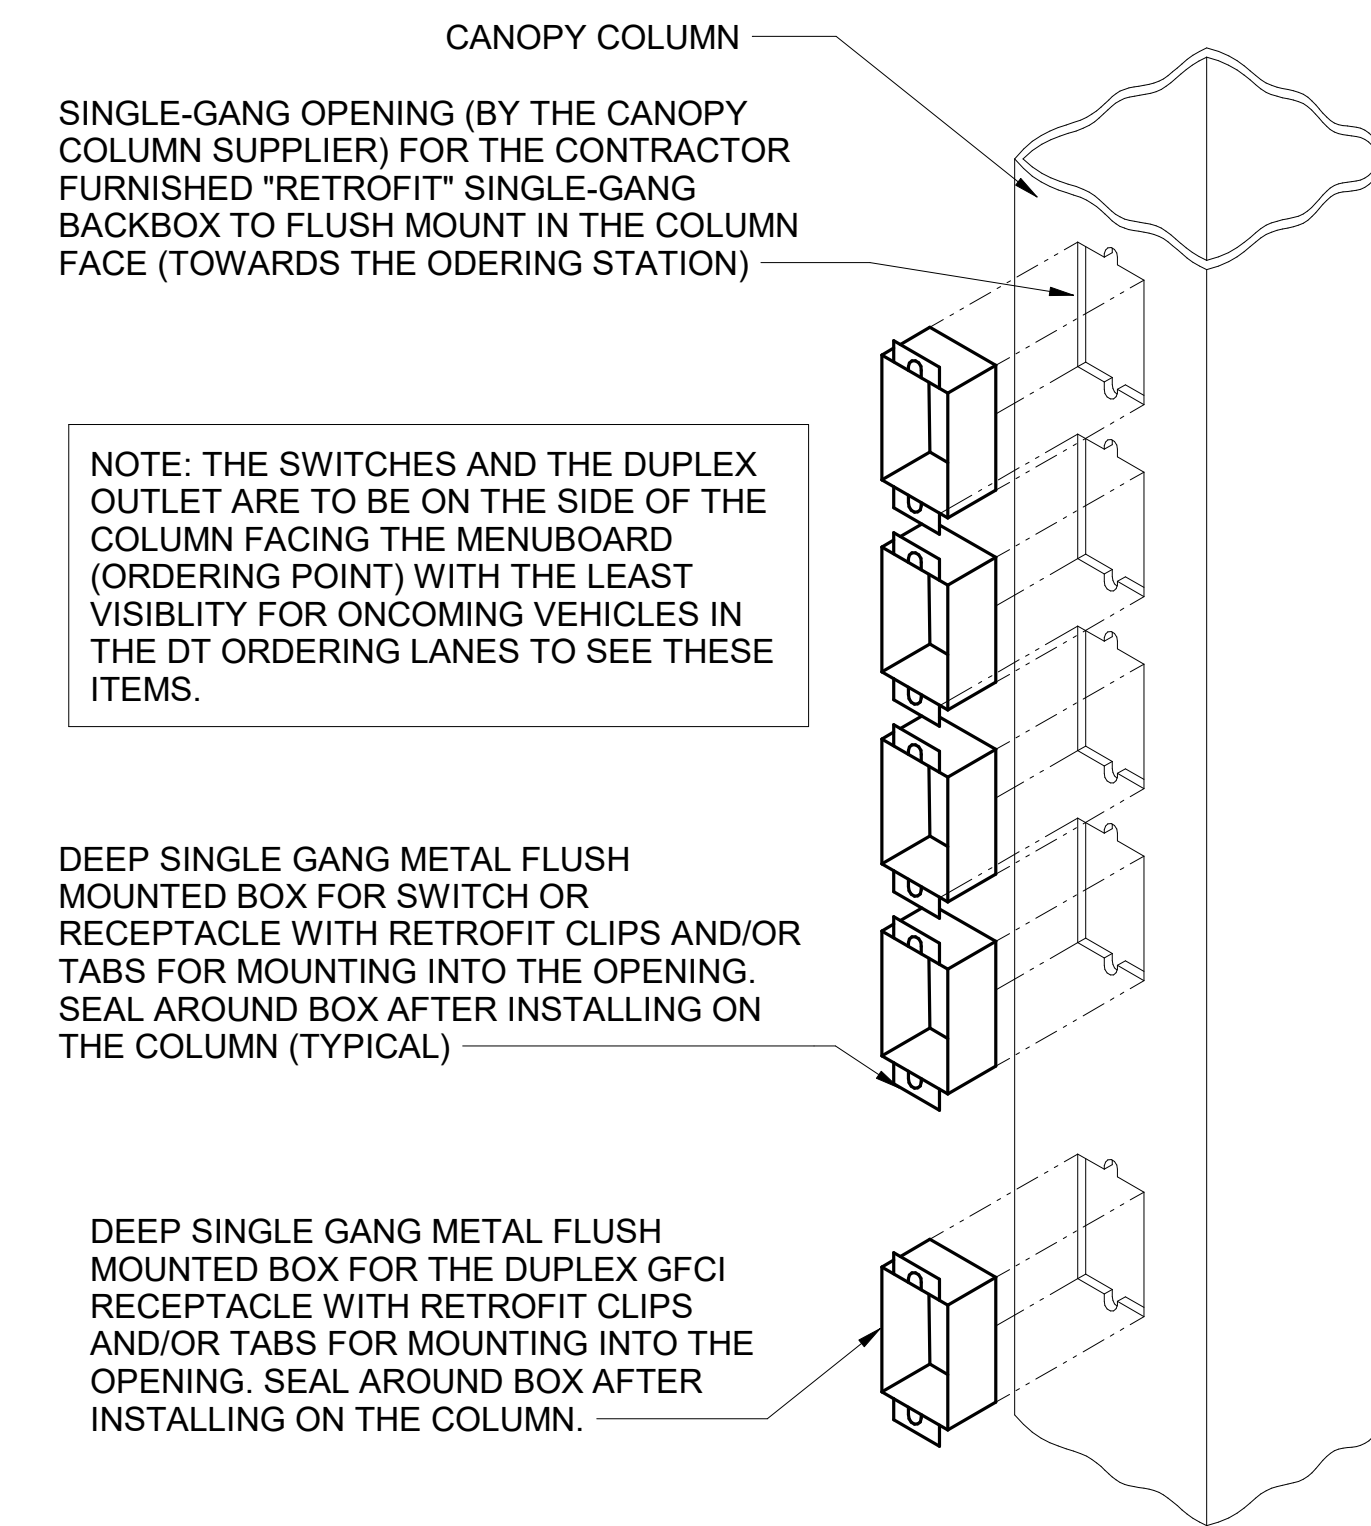 CANOPY COLUMN
SINGLE-GANG OPENING (BY THE CANOPY
COLUMN SUPPLIER) FOR THE CONTRACTOR
FURNISHED "RETROFIT" SINGLE-GANG
BACKBOX TO FLUSH MOUNT IN THE COLUMN
FACE (TOWARDS THE ODERING STATION)
NOTE: THE SWITCHES AND THE DUPLEX
OUTLET ARE TO BE ON THE SIDE OF THE
COLUMN FACING THE MENUBOARD
(ORDERING POINT) WITH THE LEAST
VISIBLITY FOR ONCOMING VEHICLES IN
THE DT ORDERING LANES TO SEE THESE
ITEMS.
DEEP SINGLE GANG METAL FLUSH
MOUNTED BOX FOR SWITCH OR
RECEPTACLE WITH RETROFIT CLIPS AND/OR
TABS FOR MOUNTING INTO THE OPENING.
SEAL AROUND BOX AFTER INSTALLING ON
THE COLUMN (TYPICAL)
DEEP SINGLE GANG METAL FLUSH
MOUNTED BOX FOR THE DUPLEX GFCI
RECEPTACLE WITH RETROFIT CLIPS
AND/OR TABS FOR MOUNTING INTO THE
OPENING. SEAL AROUND BOX AFTER
INSTALLING ON THE COLUMN.